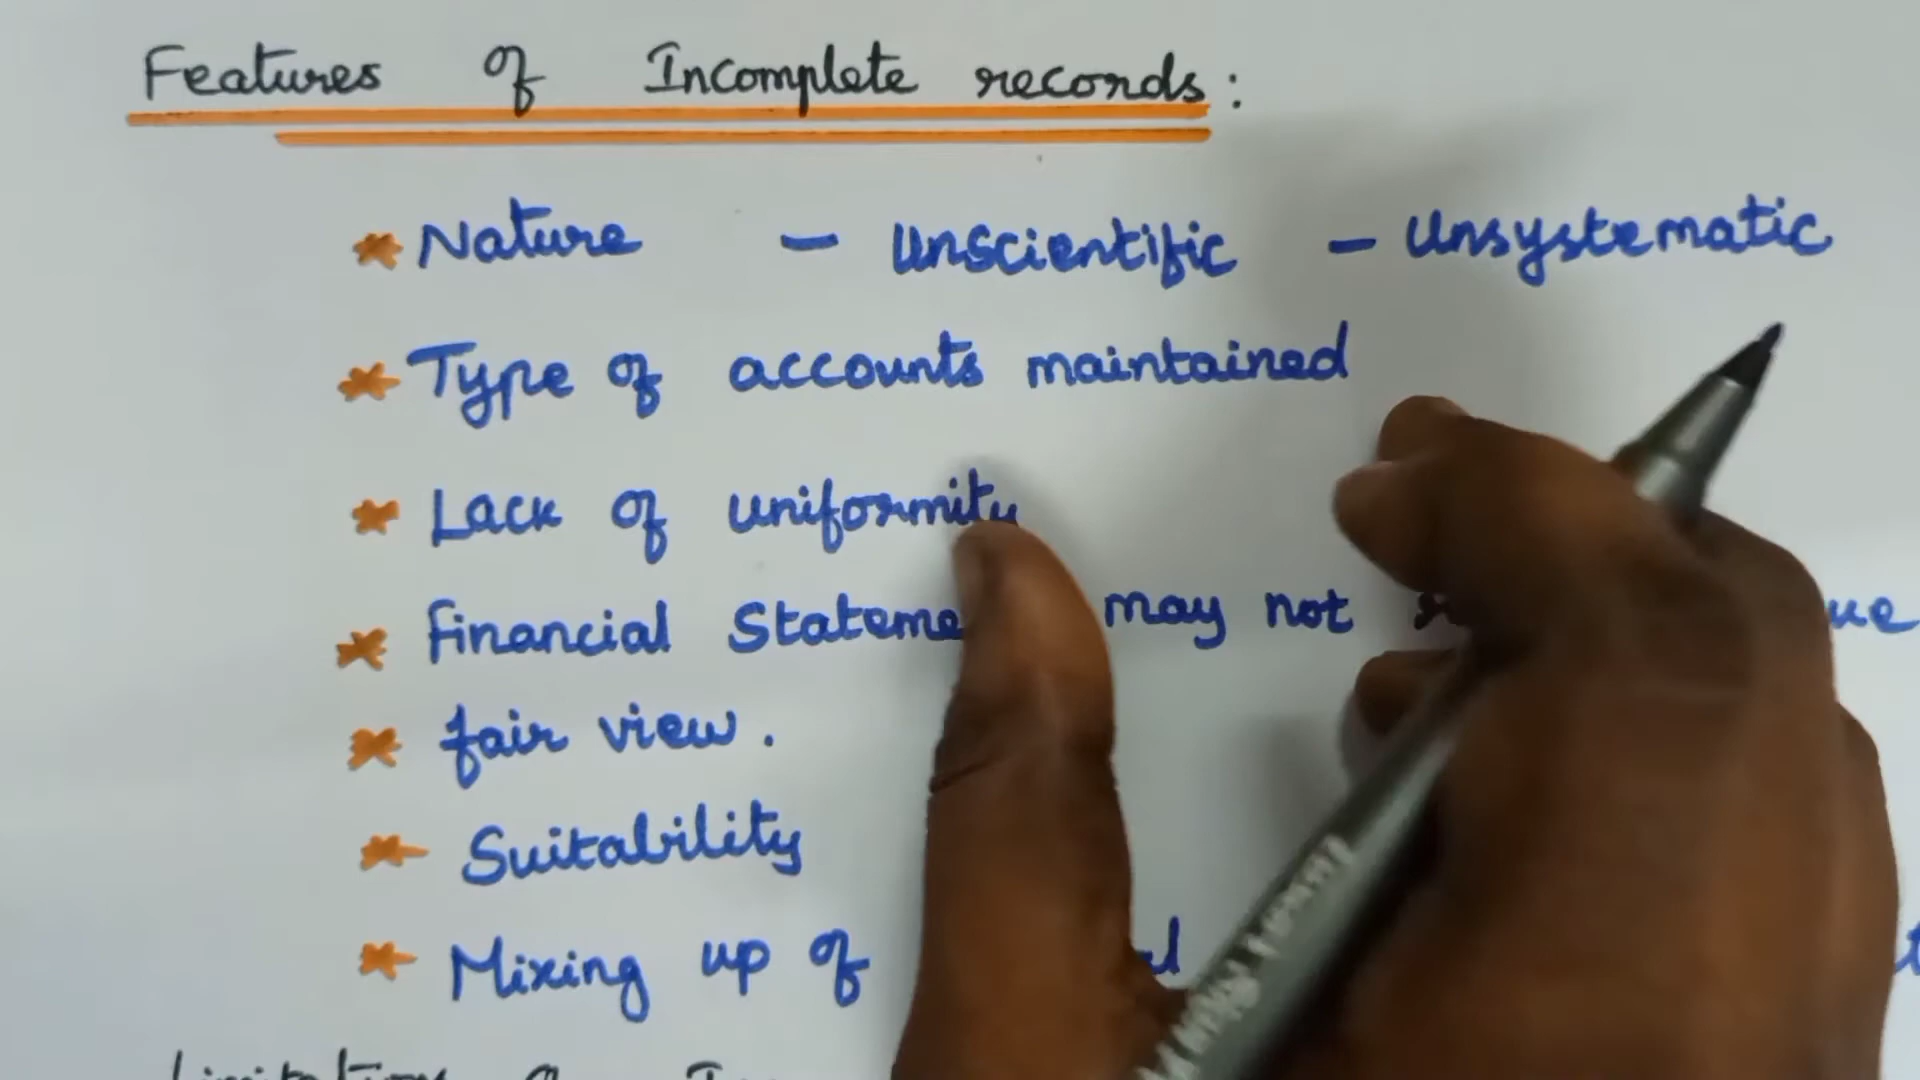 Features of Incomplete records:
* Nature - Unscientific - Unsystematic
* Type of accounts maintained
* Lack of uniformity
* Financial may not
* fair view.
* Suitability
* Mixing up of